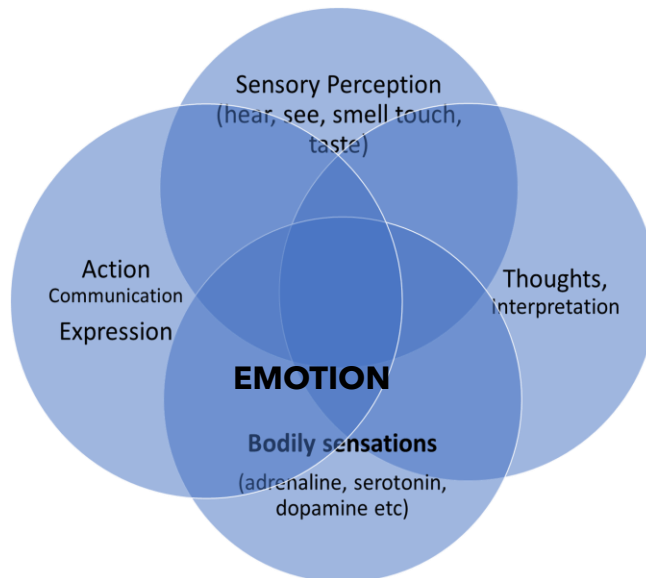 Sensory Perception
(hear, see, smell touch,
taste)
Action
Communication
Expression
Thoughts,
interpretation
EMOTION
Bodily sensations
(adrenaline, serotonin,
dopamine etc)